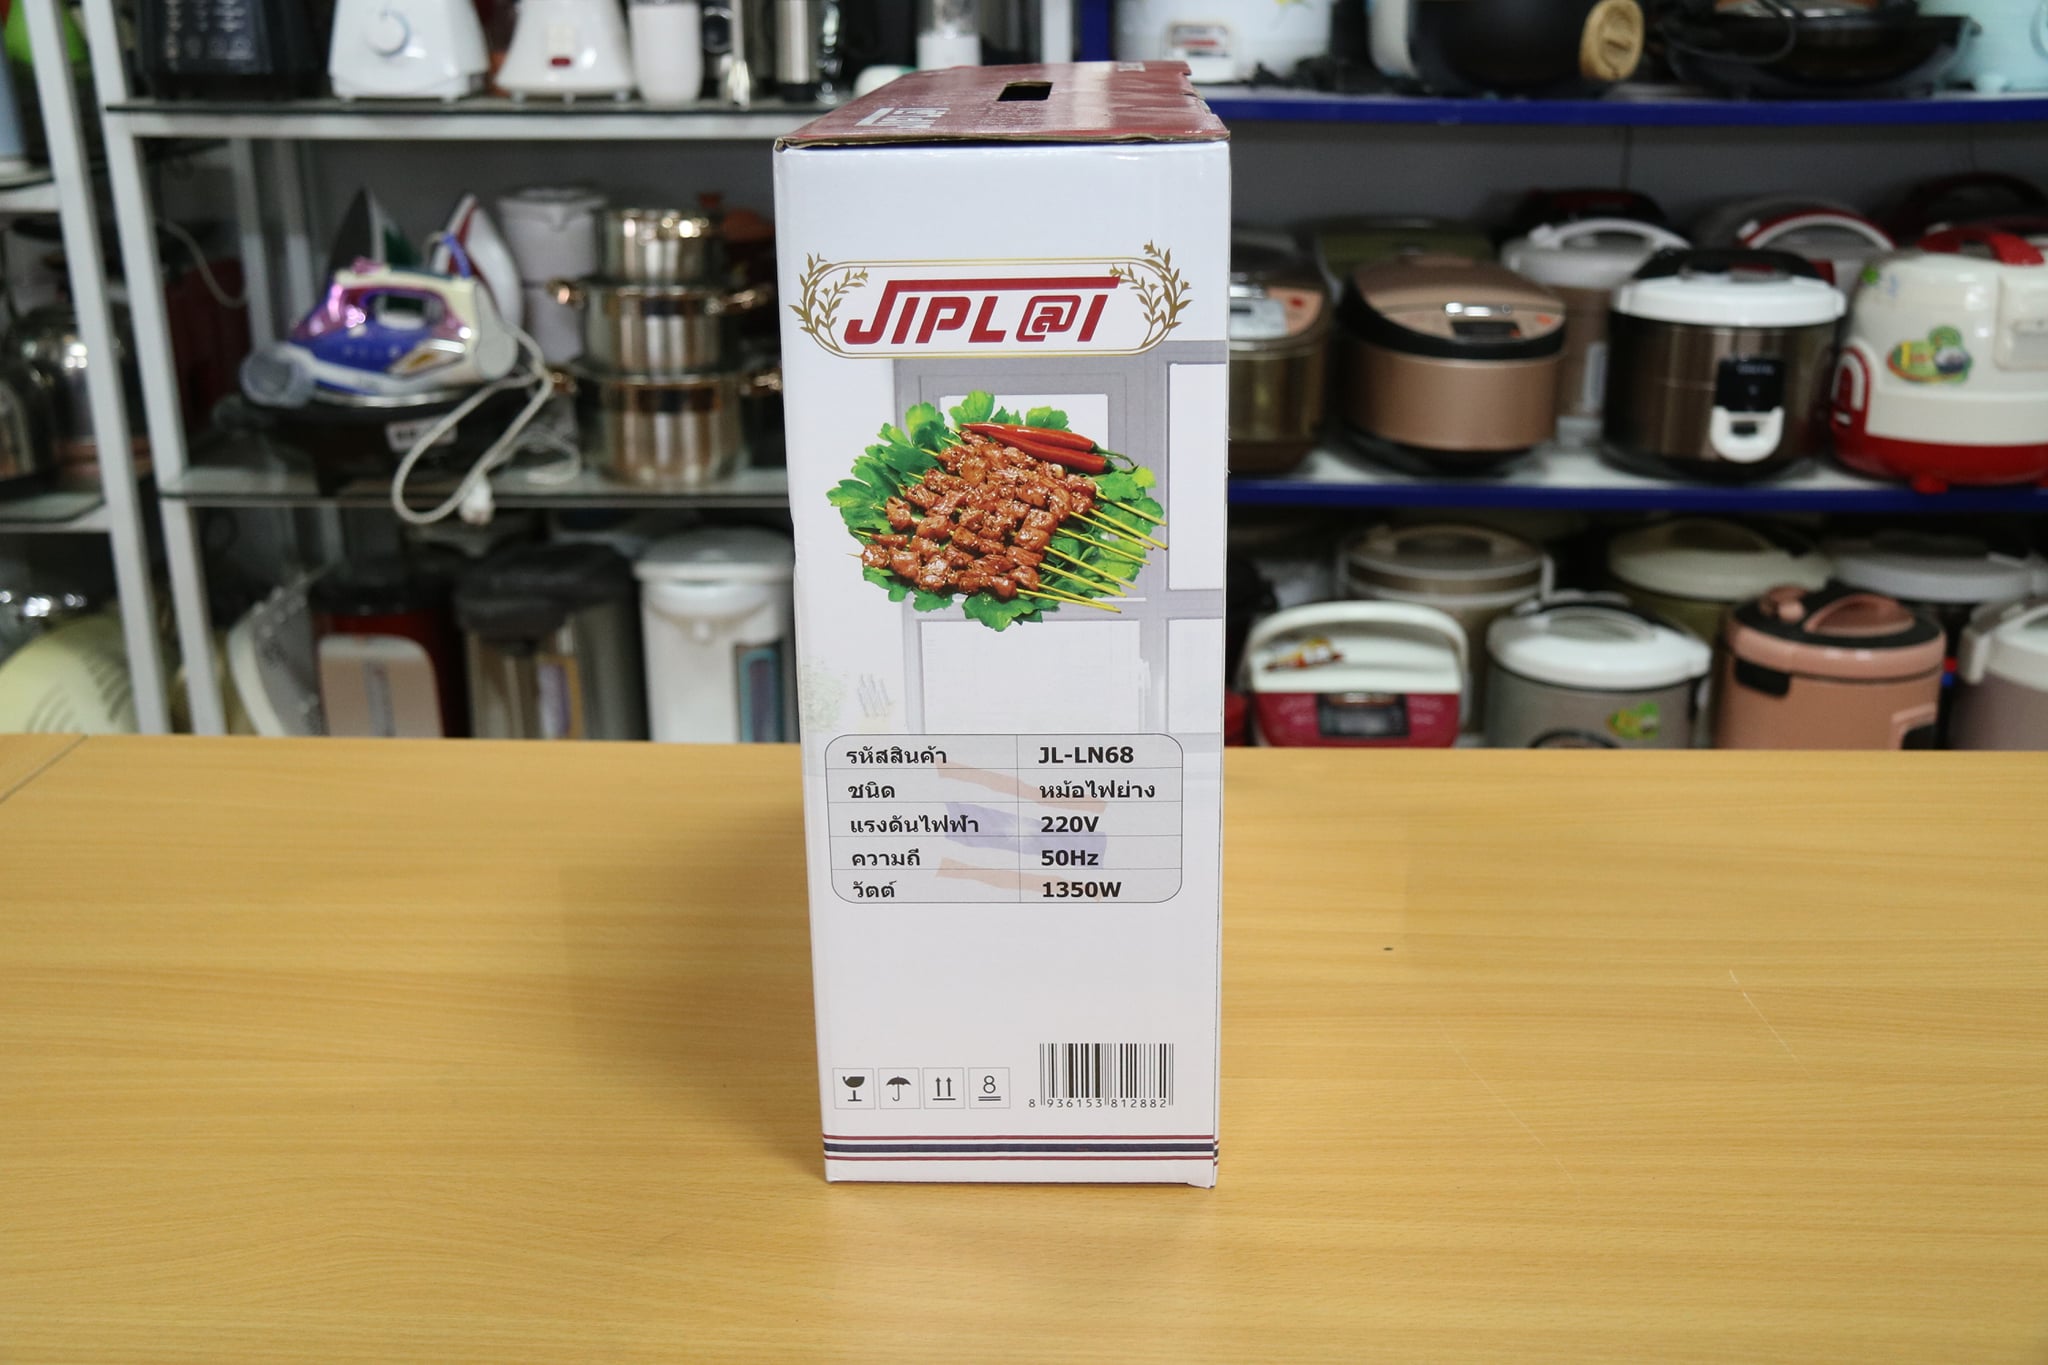 JIPL@I
รหัสสินค้า JL-LN68
ชนิด หม้อไฟย่าง
แรงดันไฟฟ้า 220V
ความถี่ 50Hz
วัตต์ 1350W
8
8 936153 812882